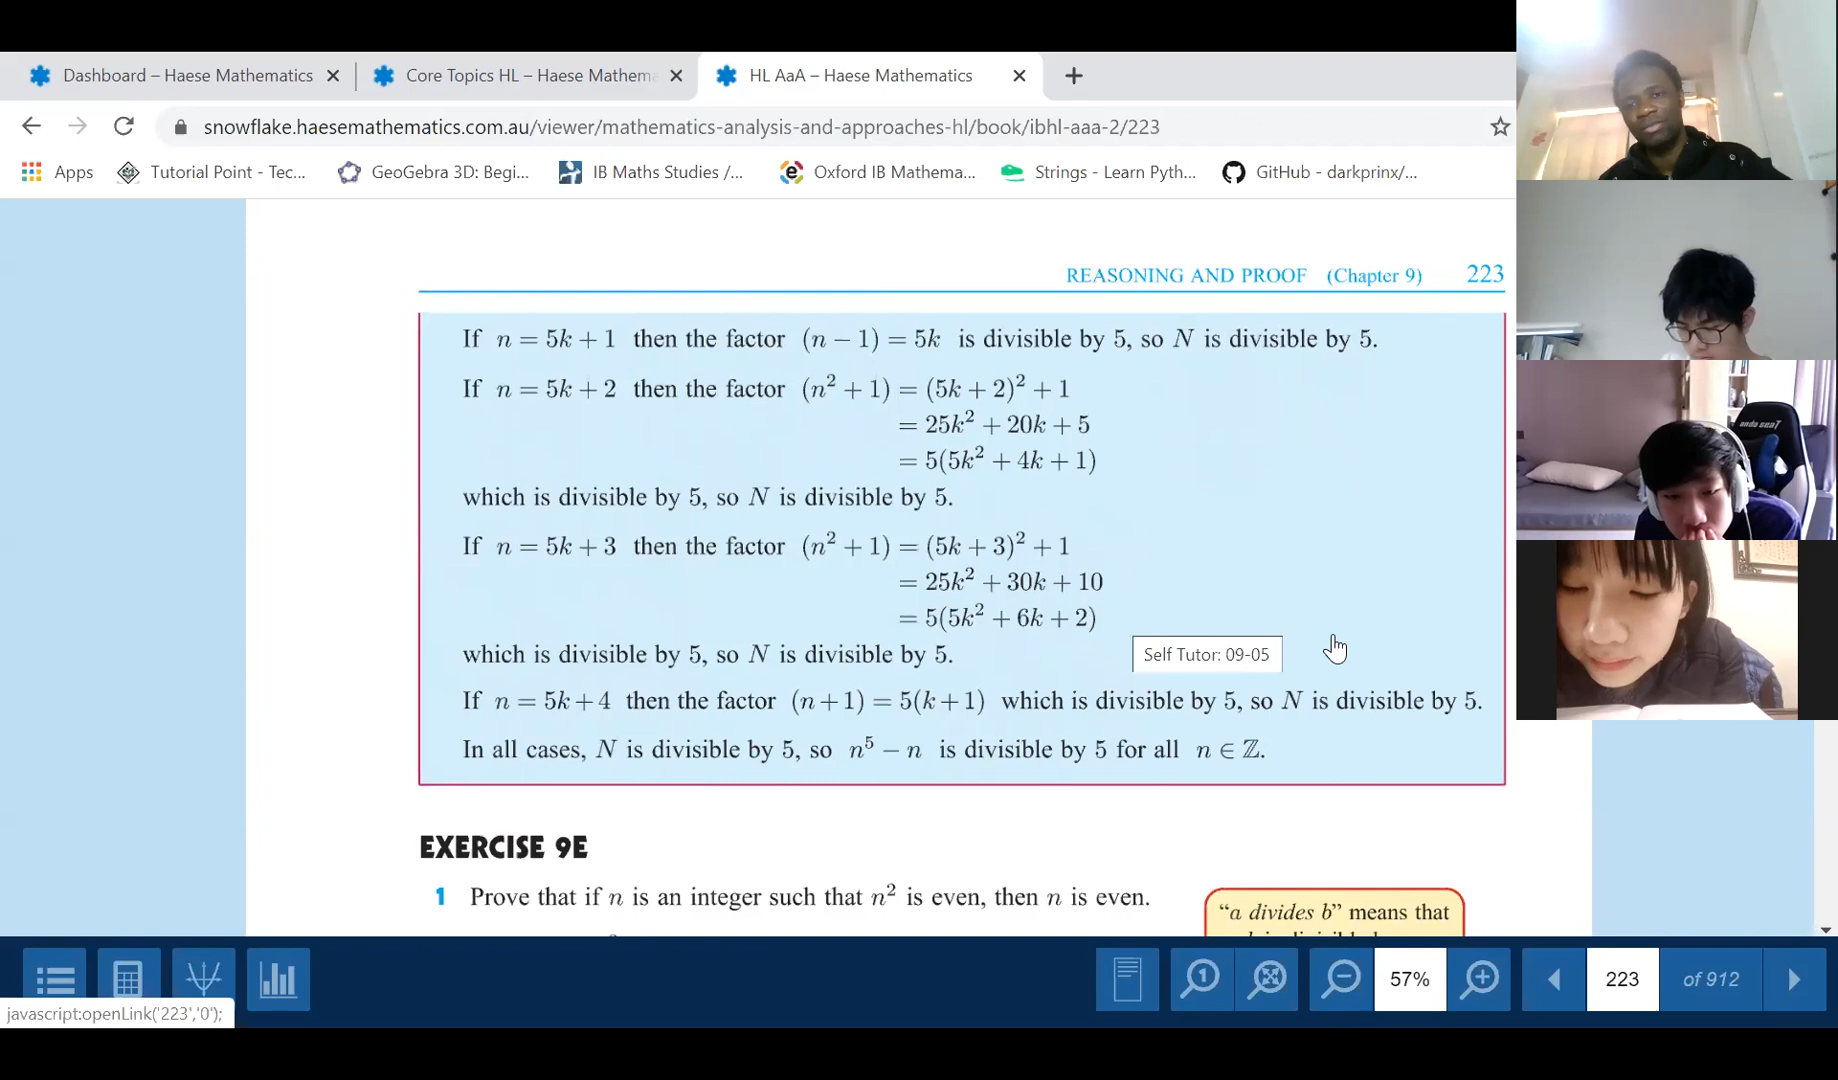 Dashboard – Haese Mathematics
Core Topics HL – Haese Mathema
HL AaA – Haese Mathematics
snowflake.haesemathematics.com.au/viewer/mathematics-analysis-and-approaches-hl/book/ibhl-aaa-2/223
Apps
Tutorial Point - Tec...
GeoGebra 3D: Begi...
IB Maths Studies /...
Oxford IB Mathema...
Strings - Learn Pyth...
GitHub - darkprinx/...
REASONING AND PROOF (Chapter 9) 223
If n = 5k + 1 then the factor (n − 1) = 5k is divisible by 5, so N is divisible by 5.
If n = 5k + 2 then the factor (n² + 1) = (5k + 2)² + 1
= 25k² + 20k + 5
= 5(5k² + 4k + 1)
which is divisible by 5, so N is divisible by 5.
If n = 5k + 3 then the factor (n² + 1) = (5k + 3)² + 1
= 25k² + 30k + 10
= 5(5k² + 6k + 2)
which is divisible by 5, so N is divisible by 5.
Self Tutor: 09-05
If n = 5k + 4 then the factor (n + 1) = 5(k + 1) which is divisible by 5, so N is divisible by 5.
In all cases, N is divisible by 5, so n⁵ − n is divisible by 5 for all n ∈ ℤ.
EXERCISE 9E
1 Prove that if n is an integer such that n² is even, then n is even.
“a divides b” means that
57%
223
of 912
javascript:openLink('223','0');
anda seaT